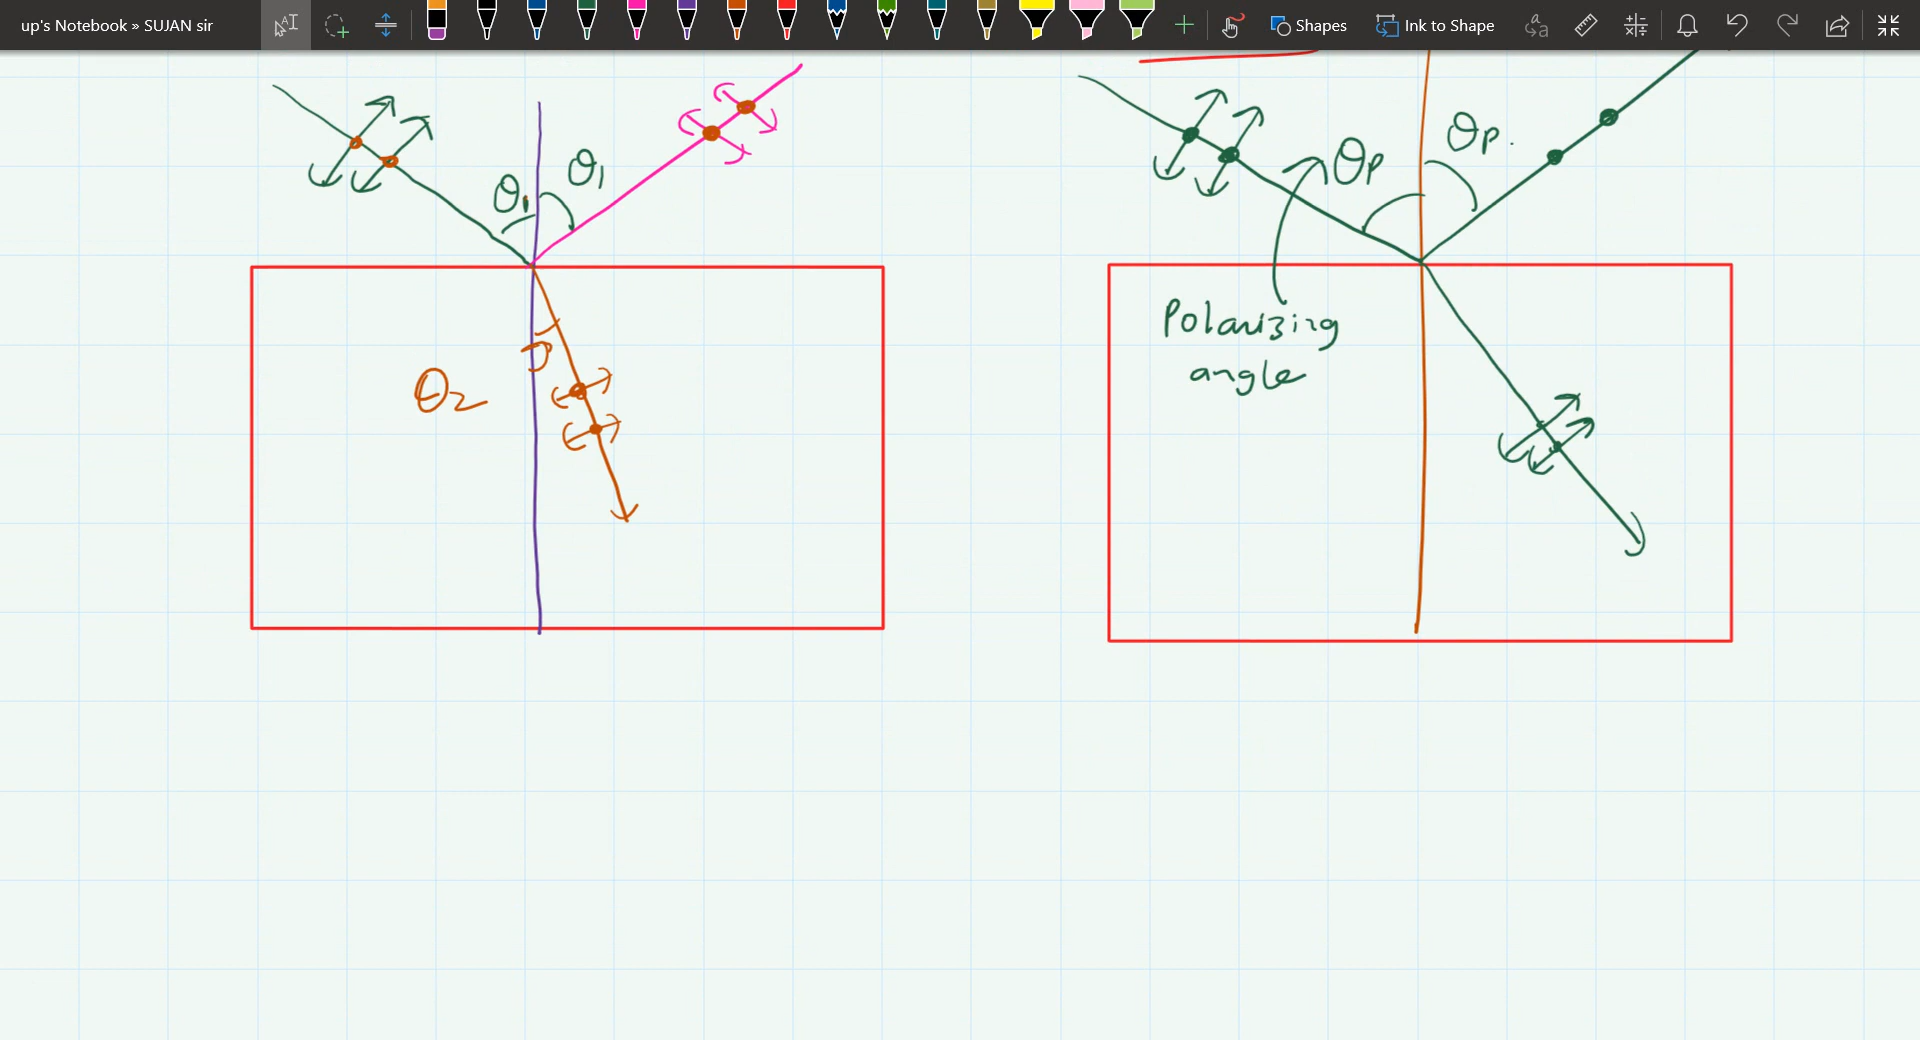 up's Notebook » SUJAN sir
Shapes
Ink to Shape
θ₁
θ₁
θ₂
θp
θp.
Polarizing
angle